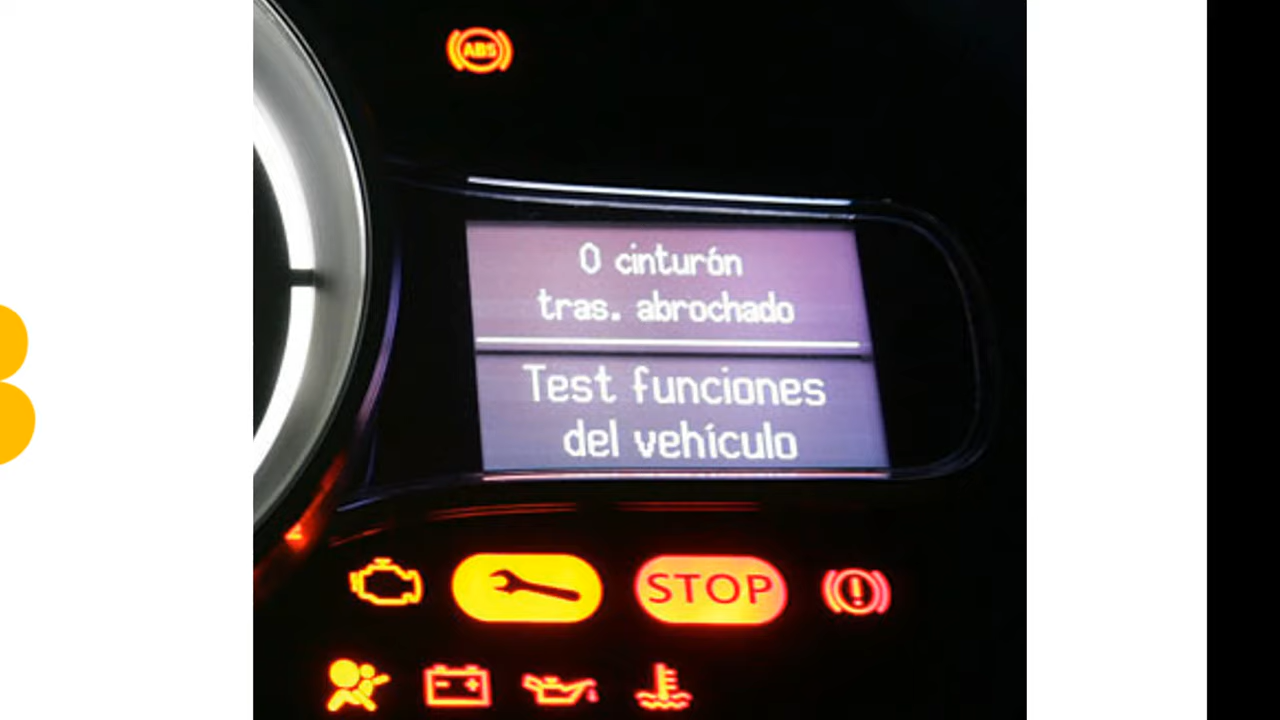 ABS
0 cinturón
tras. abrochado
Test funciones
del vehículo
STOP